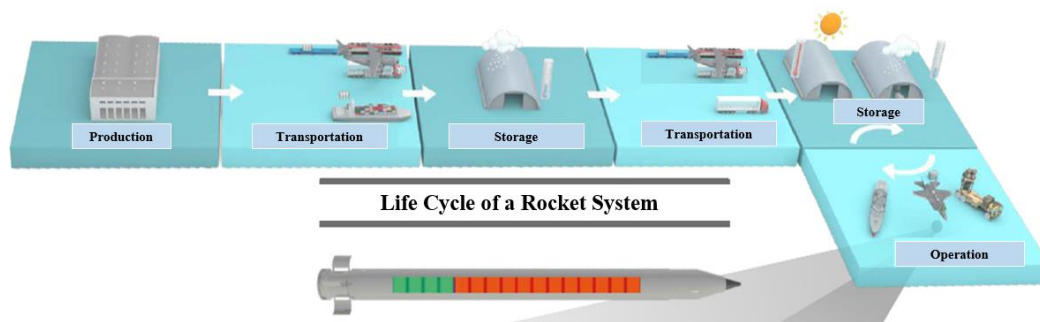 Production
Transportation
Storage
Transportation
Storage
Life Cycle of a Rocket System
Operation